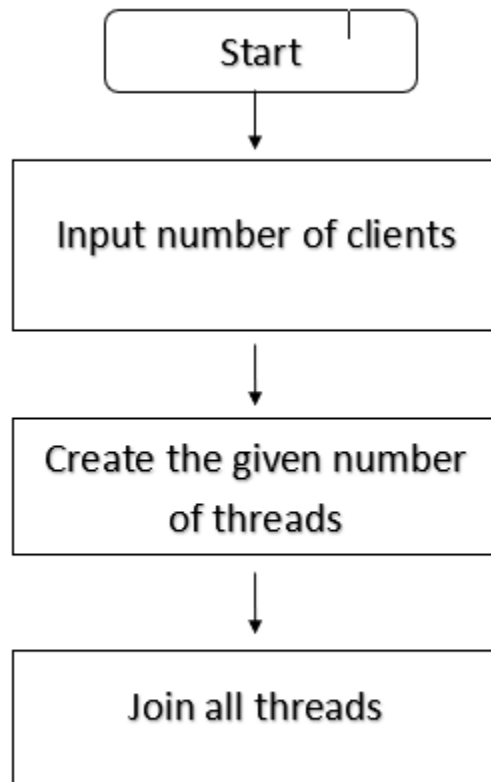 Start
Input number of clients
Create the given number
of threads
Join all threads